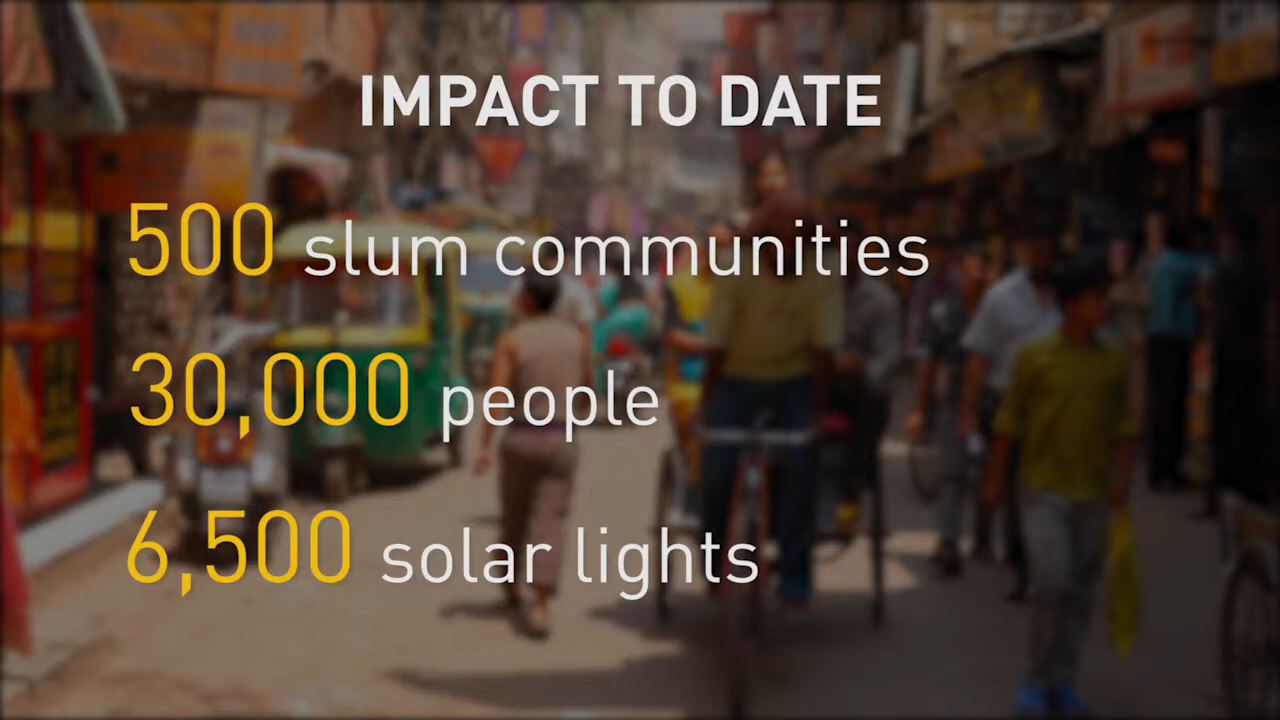 IMPACT TO DATE
500 slum communities
30,000 people
6,500 solar lights